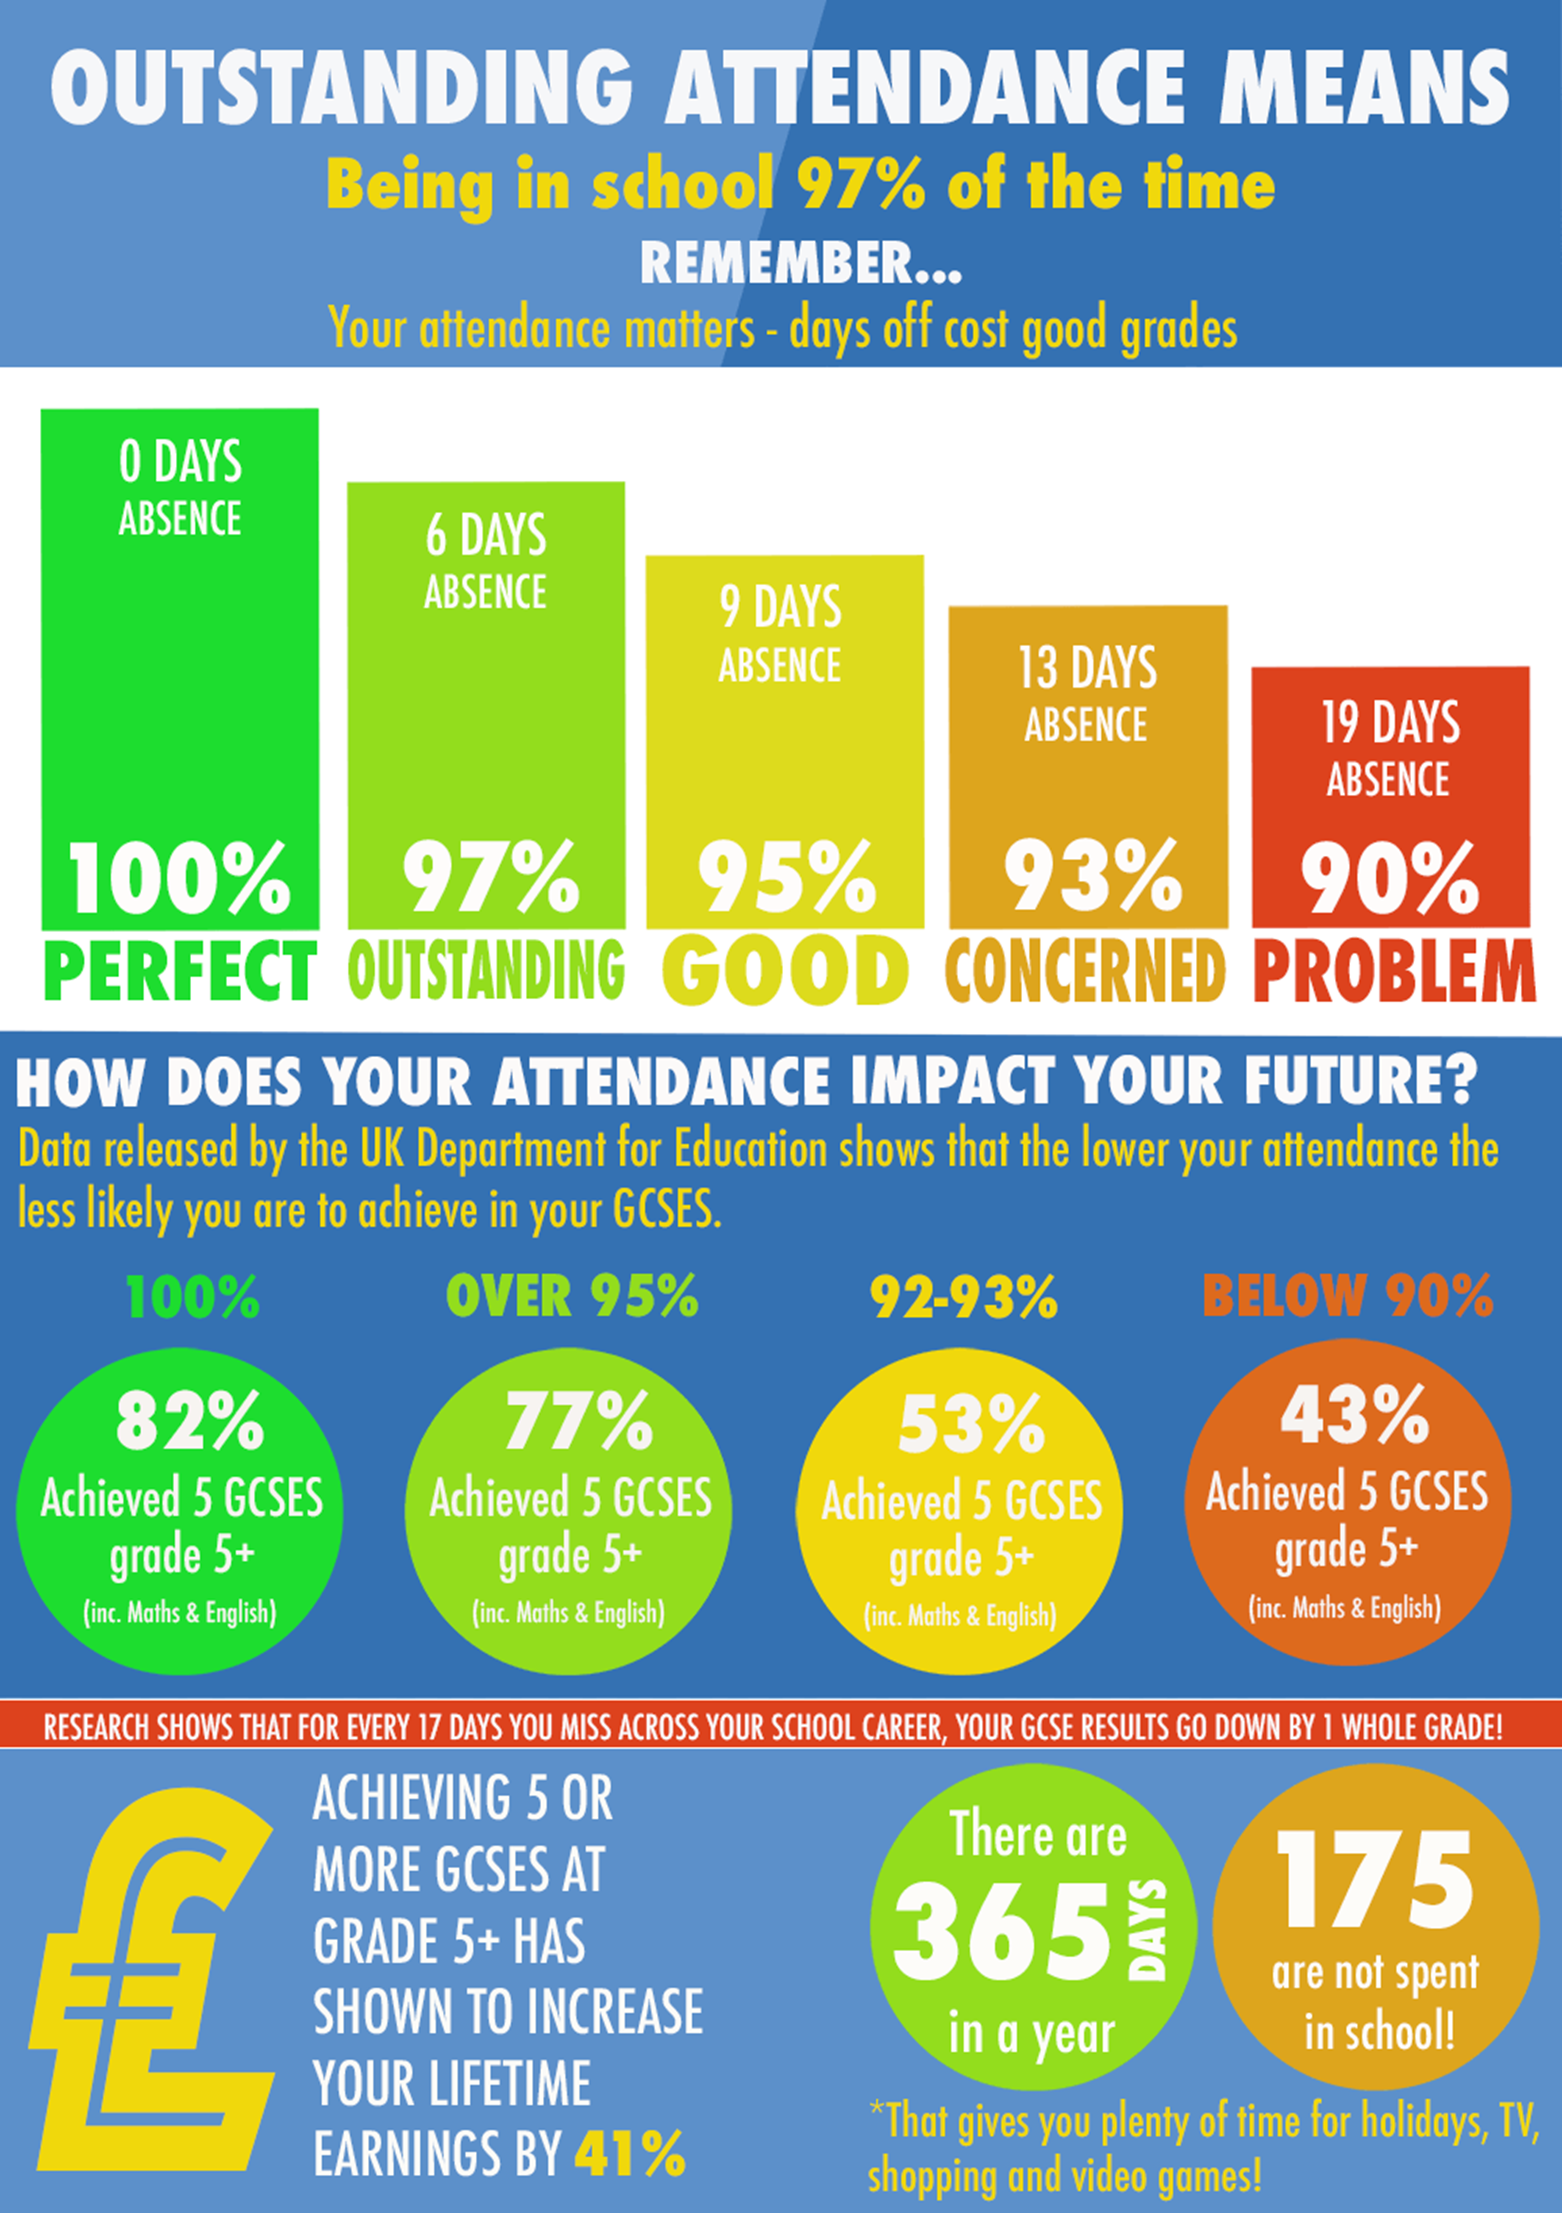 OUTSTANDING ATTENDANCE MEANS
Being in school 97% of the time
REMEMBER...
Your attendance matters - days off cost good grades
0 DAYS
ABSENCE
100%
PERFECT
6 DAYS
ABSENCE
97%
OUTSTANDING
9 DAYS
ABSENCE
95%
GOOD
13 DAYS
ABSENCE
93%
CONCERNED
19 DAYS
ABSENCE
90%
PROBLEM
HOW DOES YOUR ATTENDANCE IMPACT YOUR FUTURE?
Data released by the UK Department for Education shows that the lower your attendance the
less likely you are to achieve in your GCSES.
100%
82%
Achieved 5 GCSES
grade 5+
(inc. Maths & English)
OVER 95%
77%
Achieved 5 GCSES
grade 5+
(inc. Maths & English)
92-93%
53%
Achieved 5 GCSES
grade 5+
(inc. Maths & English)
BELOW 90%
43%
Achieved 5 GCSES
grade 5+
(inc. Maths & English)
RESEARCH SHOWS THAT FOR EVERY 17 DAYS YOU MISS ACROSS YOUR SCHOOL CAREER, YOUR GCSE RESULTS GO DOWN BY 1 WHOLE GRADE!
£
ACHIEVING 5 OR
MORE GCSES AT
GRADE 5+ HAS
SHOWN TO INCREASE
YOUR LIFETIME
EARNINGS BY 41%
There are
365 DAYS
in a year
175
are not spent
in school!
*That gives you plenty of time for holidays, TV,
shopping and video games!